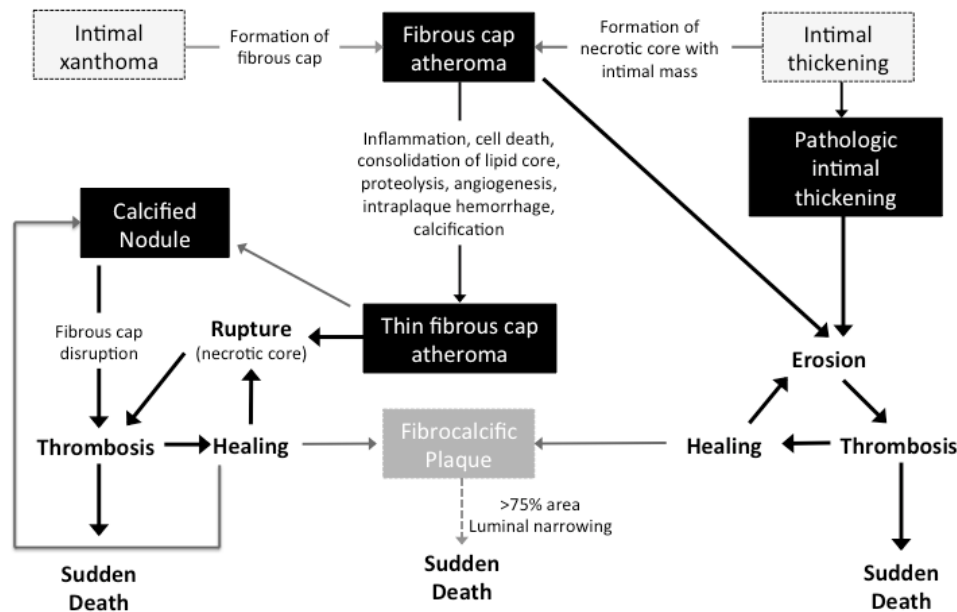 Intimal
xanthoma
Formation of
fibrous cap
Fibrous cap
atheroma
Formation of
necrotic core with
intimal mass
Intimal
thickening
Inflammation, cell death,
consolidation of lipid core,
proteolysis, angiogenesis,
intraplaque hemorrhage,
calcification
Pathologic
intimal
thickening
Calcified
Nodule
Fibrous cap
disruption
Rupture
(necrotic core)
Thin fibrous cap
atheroma
Erosion
Thrombosis
Healing
Fibrocalcific
Plaque
Healing
Thrombosis
>75% area
Luminal narrowing
Sudden
Death
Sudden
Death
Sudden
Death